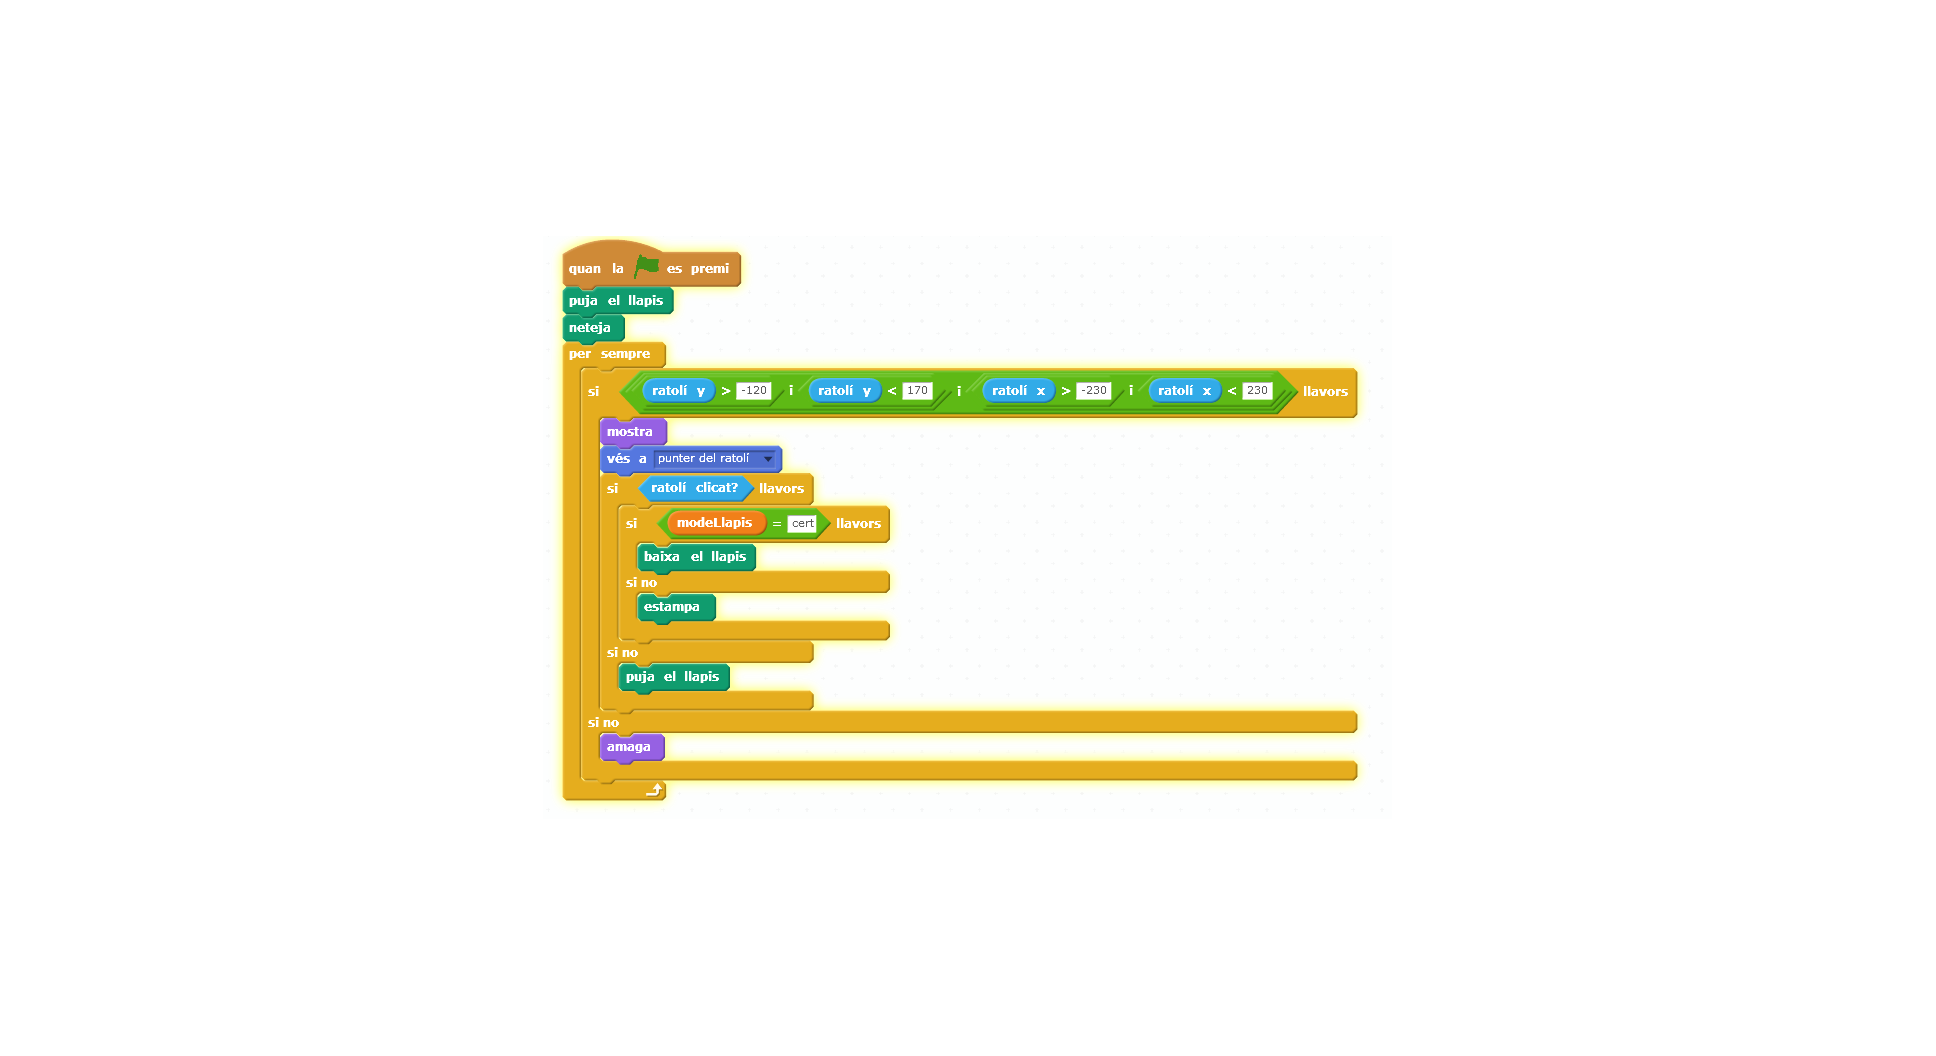 quan la es premi
puja el llapis
neteja
per sempre
si ratolí y > -120 i ratolí y < 170 i ratolí x > -230 i ratolí x < 230 llavors
mostra
vés a punter del ratolí
si ratolí clicat? llavors
si modeLlapis = cert llavors
baixa el llapis
si no
estampa
si no
puja el llapis
si no
amaga